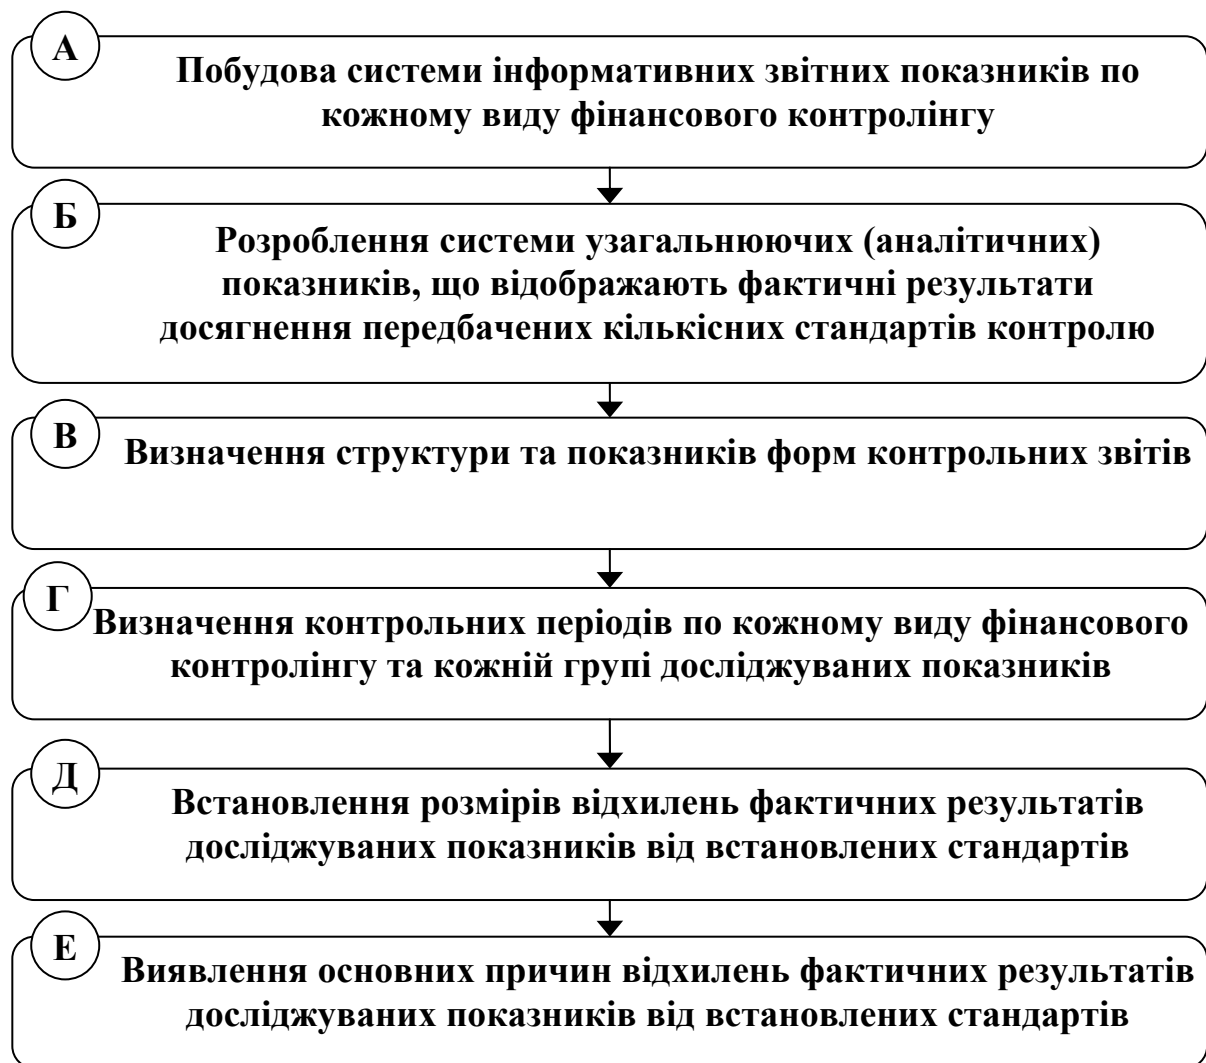 А
Побудова системи інформативних звітних показників по
кожному виду фінансового контролінгу
Б
Розроблення системи узагальнюючих (аналітичних)
показників, що відображають фактичні результати
досягнення передбачених кількісних стандартів контролю
В
Визначення структури та показників форм контрольних звітів
Г
Визначення контрольних періодів по кожному виду фінансового
контролінгу та кожній групі досліджуваних показників
Д
Встановлення розмірів відхилень фактичних результатів
досліджуваних показників від встановлених стандартів
Е
Виявлення основних причин відхилень фактичних результатів
досліджуваних показників від встановлених стандартів